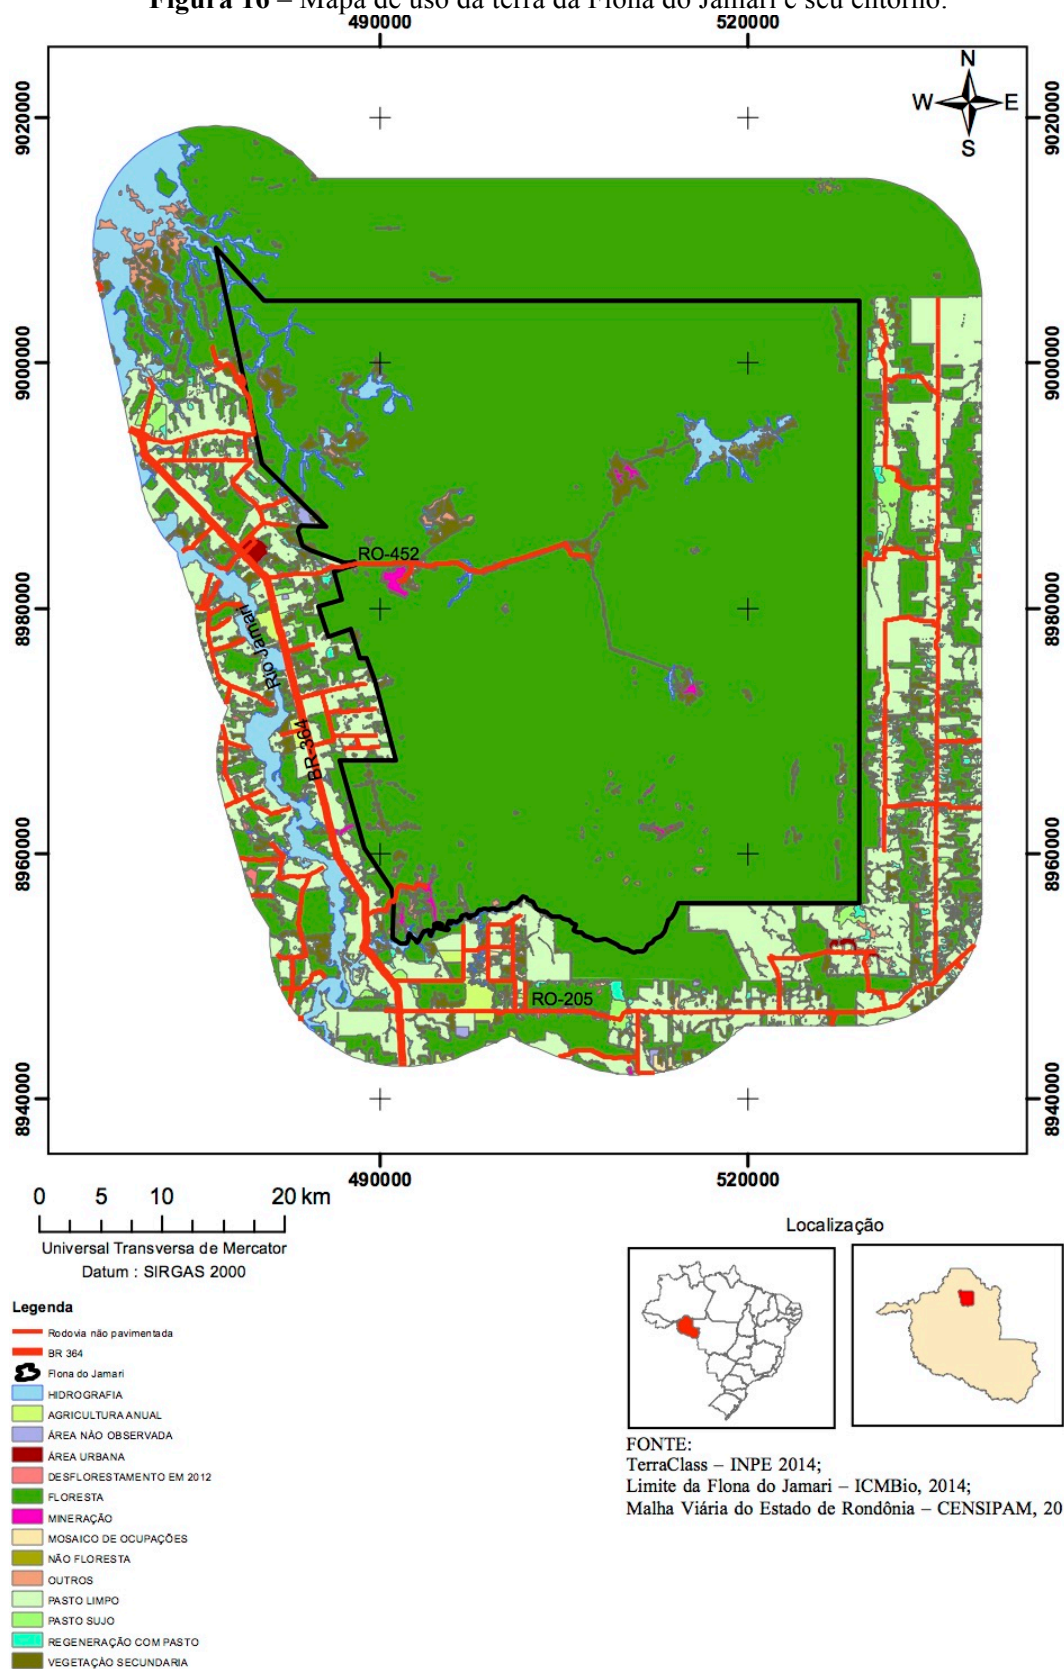 Figura 16 – Mapa de uso da terra da Flona do Jamari e seu entorno.
490000 520000
N
W E
S
9020000 9020000
9000000 9000000
RO-452
8980000 8980000
Rio Jamari
BR-364
8960000 8960000
RO-205
8940000 8940000
490000 520000
0 5 10 20 km
Universal Transversa de Mercator
Datum : SIRGAS 2000
Localização
Legenda
Rodovia não pavimentada
BR 364
Flona do Jamari
HIDROGRAFIA
AGRICULTURA ANUAL
ÁREA NÃO OBSERVADA
ÁREA URBANA
DESFLORESTAMENTO EM 2012
FLORESTA
MINERAÇÃO
MOSAICO DE OCUPAÇÕES
NÃO FLORESTA
OUTROS
PASTO LIMPO
PASTO SUJO
REGENERAÇÃO COM PASTO
VEGETAÇÃO SECUNDARIA
FONTE:
TerraClass – INPE 2014;
Limite da Flona do Jamari – ICMBio, 2014;
Malha Viária do Estado de Rondônia – CENSIPAM, 20